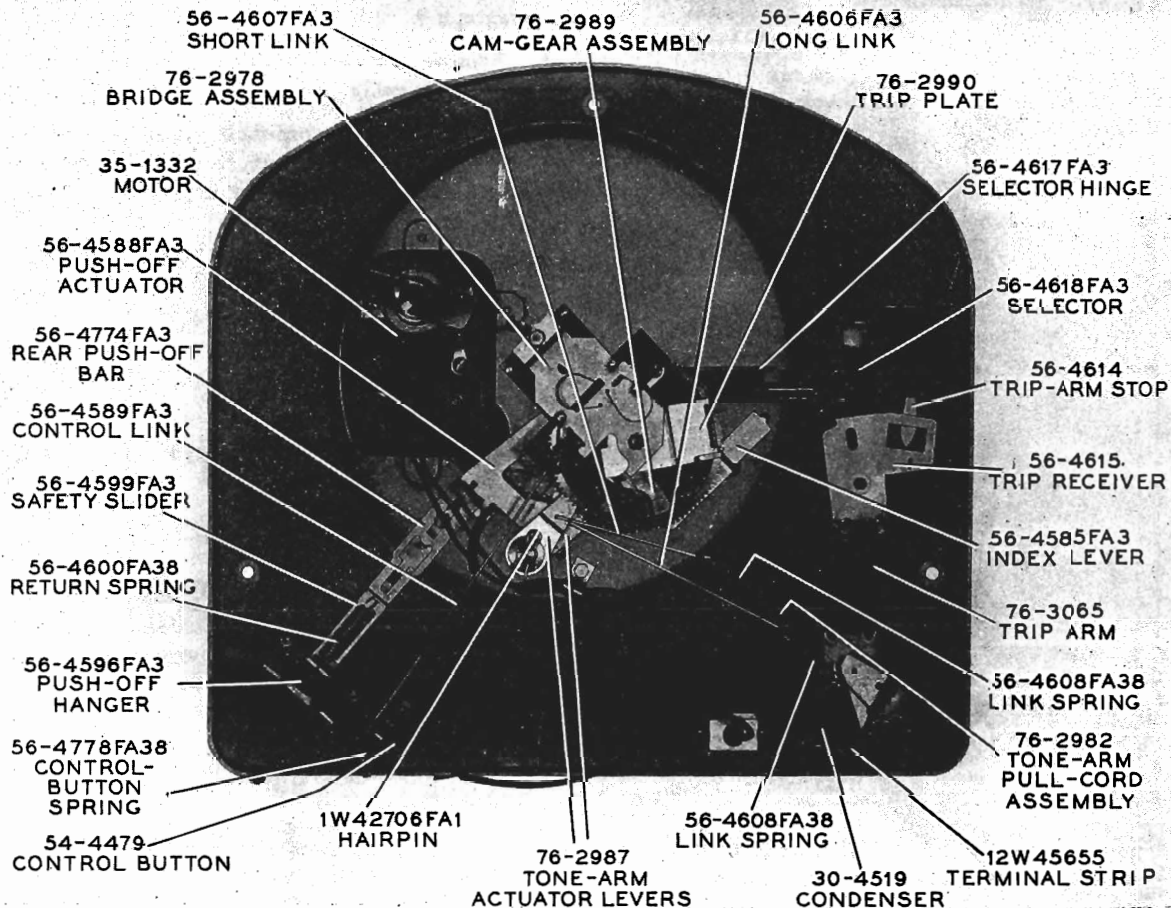 56-4607FA3
SHORT LINK
76-2989
CAM-GEAR ASSEMBLY
56-4606FA3
LONG LINK
76-2978
BRIDGE ASSEMBLY
76-2990
TRIP PLATE
35-1332
MOTOR
56-4617FA3
SELECTOR HINGE
56-4588FA3
PUSH-OFF
ACTUATOR
56-4618FA3
SELECTOR
56-4774FA3
REAR PUSH-OFF
BAR
56-4614
TRIP-ARM STOP
56-4589FA3
CONTROL LINK
56-4615
TRIP RECEIVER
56-4599FA3
SAFETY SLIDER
56-4585FA3
INDEX LEVER
56-4600FA38
RETURN SPRING
76-3065
TRIP ARM
56-4596FA3
PUSH-OFF
HANGER
56-4608FA38
LINK SPRING
56-4778FA38
CONTROL-
BUTTON
SPRING
76-2982
TONE-ARM
PULL-CORD
ASSEMBLY
54-4479
CONTROL BUTTON
1W42706FA1
HAIRPIN
76-2987
TONE-ARM
ACTUATOR LEVERS
56-4608FA38
LINK SPRING
30-4519
CONDENSER
12W45655
TERMINAL STRIP